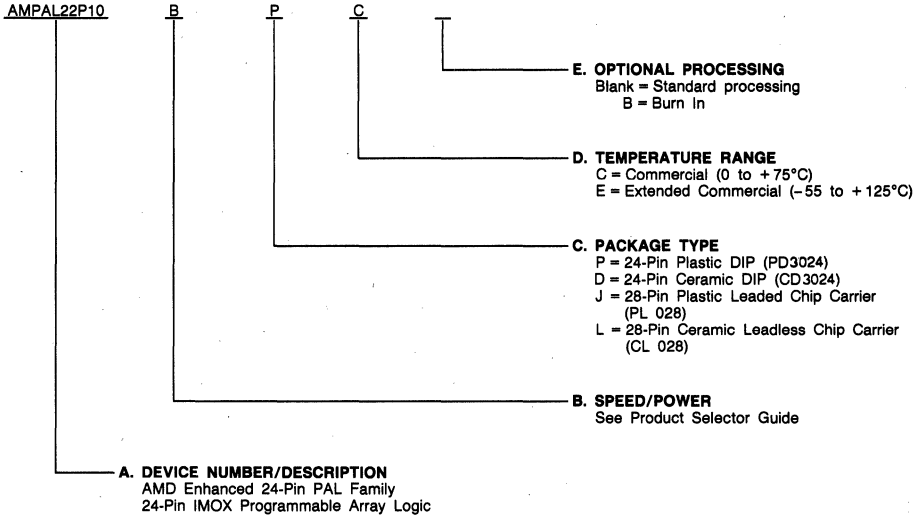 AMPAL22P10 B P C
E. OPTIONAL PROCESSING
Blank = Standard processing
B = Burn In
D. TEMPERATURE RANGE
C = Commercial (0 to +75°C)
E = Extended Commercial (–55 to +125°C)
C. PACKAGE TYPE
P = 24-Pin Plastic DIP (PD3024)
D = 24-Pin Ceramic DIP (CD3024)
J = 28-Pin Plastic Leaded Chip Carrier
(PL 028)
L = 28-Pin Ceramic Leadless Chip Carrier
(CL 028)
B. SPEED/POWER
See Product Selector Guide
A. DEVICE NUMBER/DESCRIPTION
AMD Enhanced 24-Pin PAL Family
24-Pin IMOX Programmable Array Logic